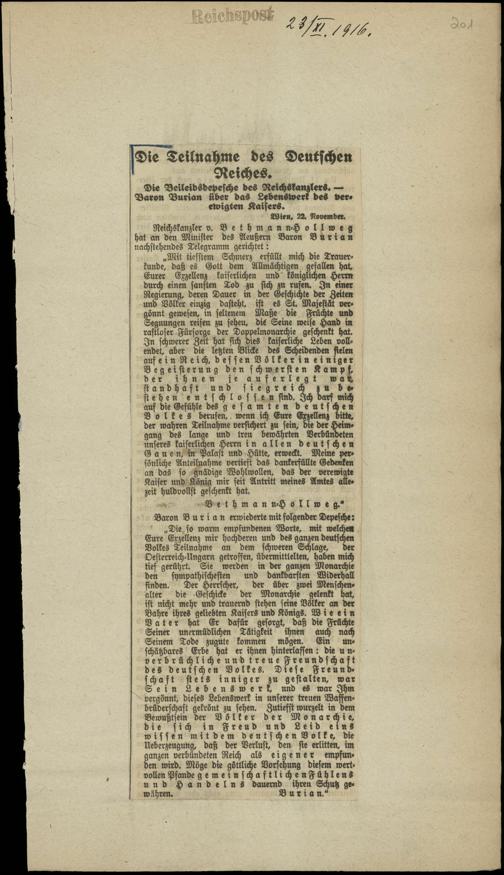 Reichspost
23/XI. 1916.
201
Die Teilnahme des Deutschen
Reiches.
Die Beileidsdepesche des Reichskanzlers. —
Baron Burian über das Lebenswerk des ver-
ewigten Kaisers.
Wien, 22. November.
Reichskanzler v. Bethmann-Hollweg
hat an den Minister des Aeußern Baron Burian
nachstehendes Telegramm gerichtet:
„Mit tiefstem Schmerz erfüllt mich die Trauer-
kunde, daß es Gott dem Allmächtigen gefallen hat,
Eurer Exzellenz kaiserlichen und königlichen Herrn
durch einen sanften Tod zu sich zu rufen. In einer
Regierung, deren Dauer in der Geschichte der Zeiten
und Völker einzig dasteht, ist es St. Majestät ver-
gönnt gewesen, in seltenem Maße die Früchte und
Segnungen reifen zu sehen, die Seine weise Hand in
rastloser Fürsorge der Doppelmonarchie geschenkt hat.
In schwerer Zeit hat sich dies kaiserliche Leben voll-
endet, aber die letzten Blicke des Scheidenden fielen
auf ein Reich, dessen Völker in einiger
Begeisterung den schwersten Kampf,
der ihnen je auferlegt war,
standhaft und siegreich zu be-
stehen entschlossen sind. Ich darf mich
auf die Gefühle des gesamten deutschen
Volkes berufen, wenn ich Eure Exzellenz bitte,
der wahren Teilnahme versichert zu sein, die der Heim-
gang des lange und treu bewährten Verbündeten
unseres kaiserlichen Herrn in allen deutschen
Gauen, in Palast und Hütte, erweckt. Meine per-
sönliche Anteilnahme vertieft das dankerfüllte Gedenken
an das so gnädige Wohlwollen, das der verewigte
Kaiser und König mir seit Antritt meines Amtes alle-
zeit huldvollst geschenkt hat.
Bethmann-Hollweg.“
Baron Burian erwiederte mit folgender Depesche:
„Die so warm empfundenen Worte, mit welchen
Eure Exzellenz mir hochderen und des ganzen deutschen
Volkes Teilnahme an dem schweren Schlage, der
Oesterreich-Ungarn getroffen, übermittelten, haben mich
tief gerührt. Sie werden in der ganzen Monarchie
den sympathischesten und dankbarsten Widerhall
finden. Der Herrscher, der über zwei Menschen-
alter die Geschicke der Monarchie gelenkt hat,
ist nicht mehr und trauernd stehen seine Völker an der
Bahre ihres geliebten Kaisers und Königs. Wie ein
Vater hat Er dafür gesorgt, daß die Früchte
Seiner unermüdlichen Tätigkeit ihnen auch nach
Seinem Tode zugute kommen mögen. Ein un-
schätzbares Erbe hat er ihnen hinterlassen: die un-
verbrüchliche und treue Freundschaft
des deutschen Volkes. Diese Freund-
schaft stets inniger zu gestalten, war
Sein Lebenswerk, und es war Ihm
vergönnt, dieses Lebenswerk in unserer treuen Waffen-
brüderschaft gekrönt zu sehen. Zutiefst wurzelt in dem
Bewußtsein der Völker der Monarchie,
die sich in Freud und Leid eins
wissen mit dem deutschen Volke, die
Ueberzeugung, daß der Verlust, den sie erlitten, im
ganzen verbündeten Reich als eigener empfun-
den wird. Möge die göttliche Vorsehung diesem wert-
vollen Pfande gemeinschaftlichen Fühlens
und Handelns dauernd ihren Schutz ge-
währen. Burian.“